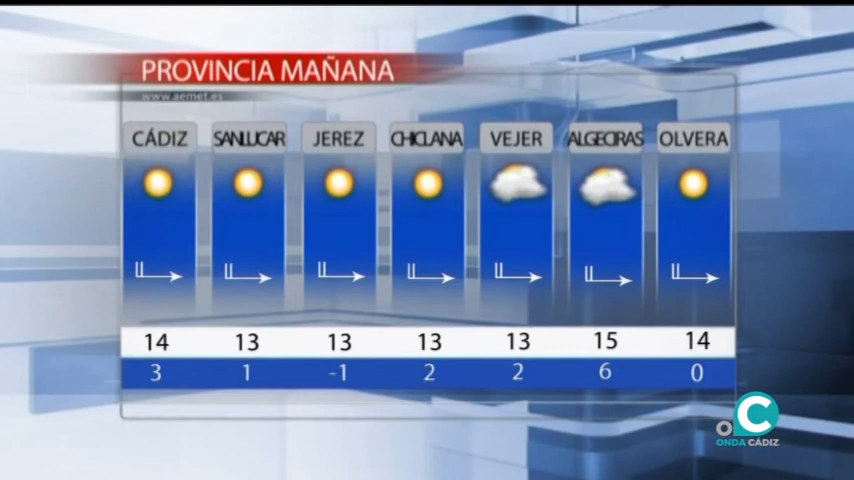 PROVINCIA MAÑANA
www.aemet.es
CÁDIZ SANLUCAR JEREZ CHICLANA VEJER ALGECIRAS OLVERA
14 13 13 13 13 15 14
3 1 -1 2 2 6 0
OC
ONDA CÁDIZ